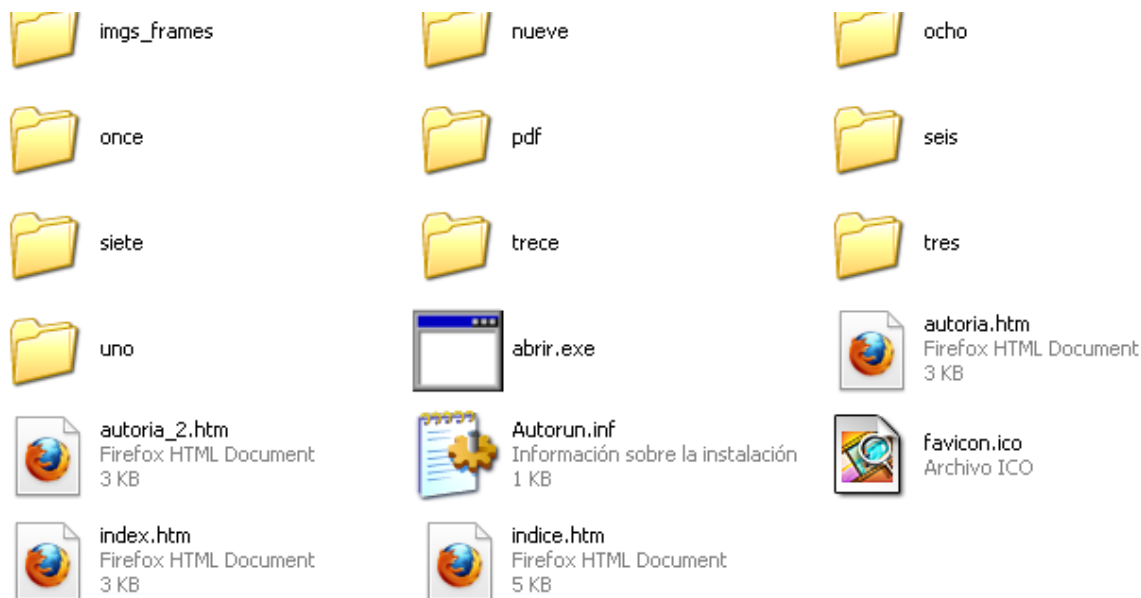 imgs_frames
nueve
ocho
once
pdf
seis
siete
trece
tres
uno
abrir.exe
autoria.htm
Firefox HTML Document
3 KB
autoria_2.htm
Firefox HTML Document
3 KB
Autorun.inf
Información sobre la instalación
1 KB
favicon.ico
Archivo ICO
index.htm
Firefox HTML Document
3 KB
indice.htm
Firefox HTML Document
5 KB